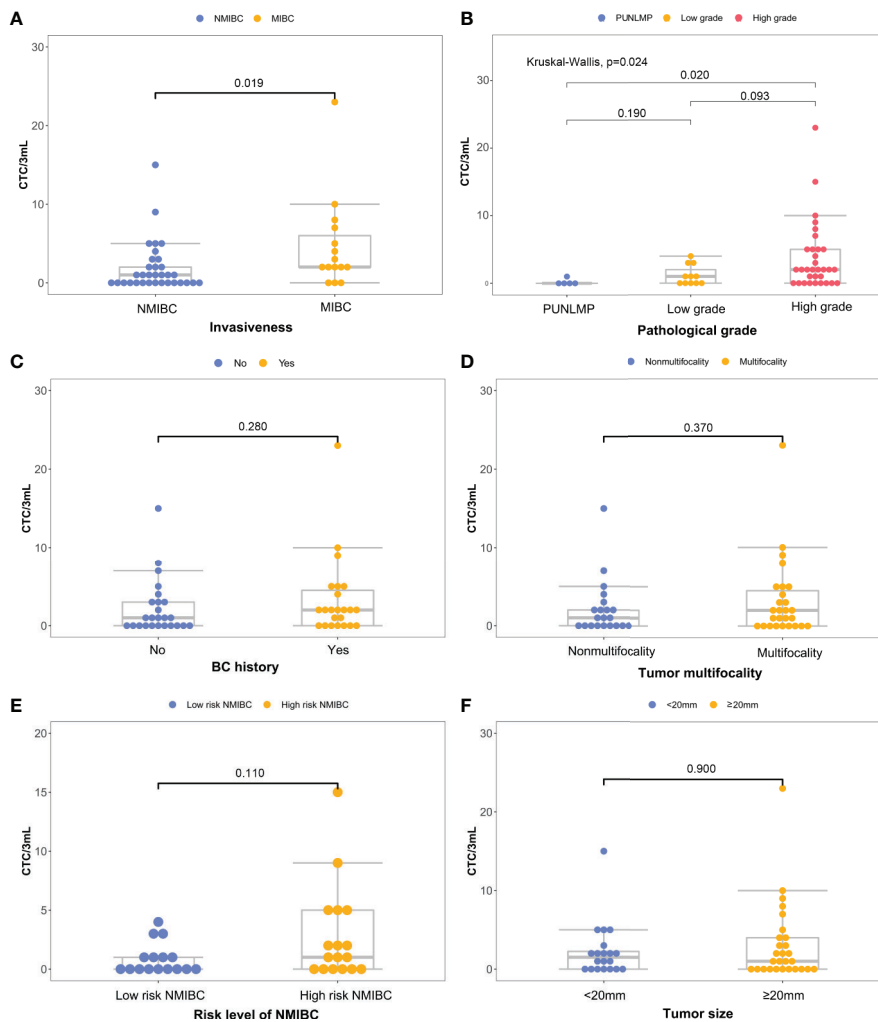 A
NMIBC MIBC
30
20
10
0
CTC/3mL
0.019
NMIBC MIBC
Invasiveness
B
PUNLMP Low grade High grade
30
20
10
0
CTC/3mL
Kruskal-Wallis, p=0.024
0.020
0.093
0.190
PUNLMP Low grade High grade
Pathological grade
C
No Yes
30
20
10
0
CTC/3mL
0.280
No Yes
BC history
D
Nonmultifocality Multifocality
30
20
10
0
CTC/3mL
0.370
Nonmultifocality Multifocality
Tumor multifocality
E
Low risk NMIBC High risk NMIBC
20
15
10
5
0
CTC/3mL
0.110
Low risk NMIBC High risk NMIBC
Risk level of NMIBC
F
<20mm ≥20mm
30
20
10
0
CTC/3mL
0.900
<20mm ≥20mm
Tumor size